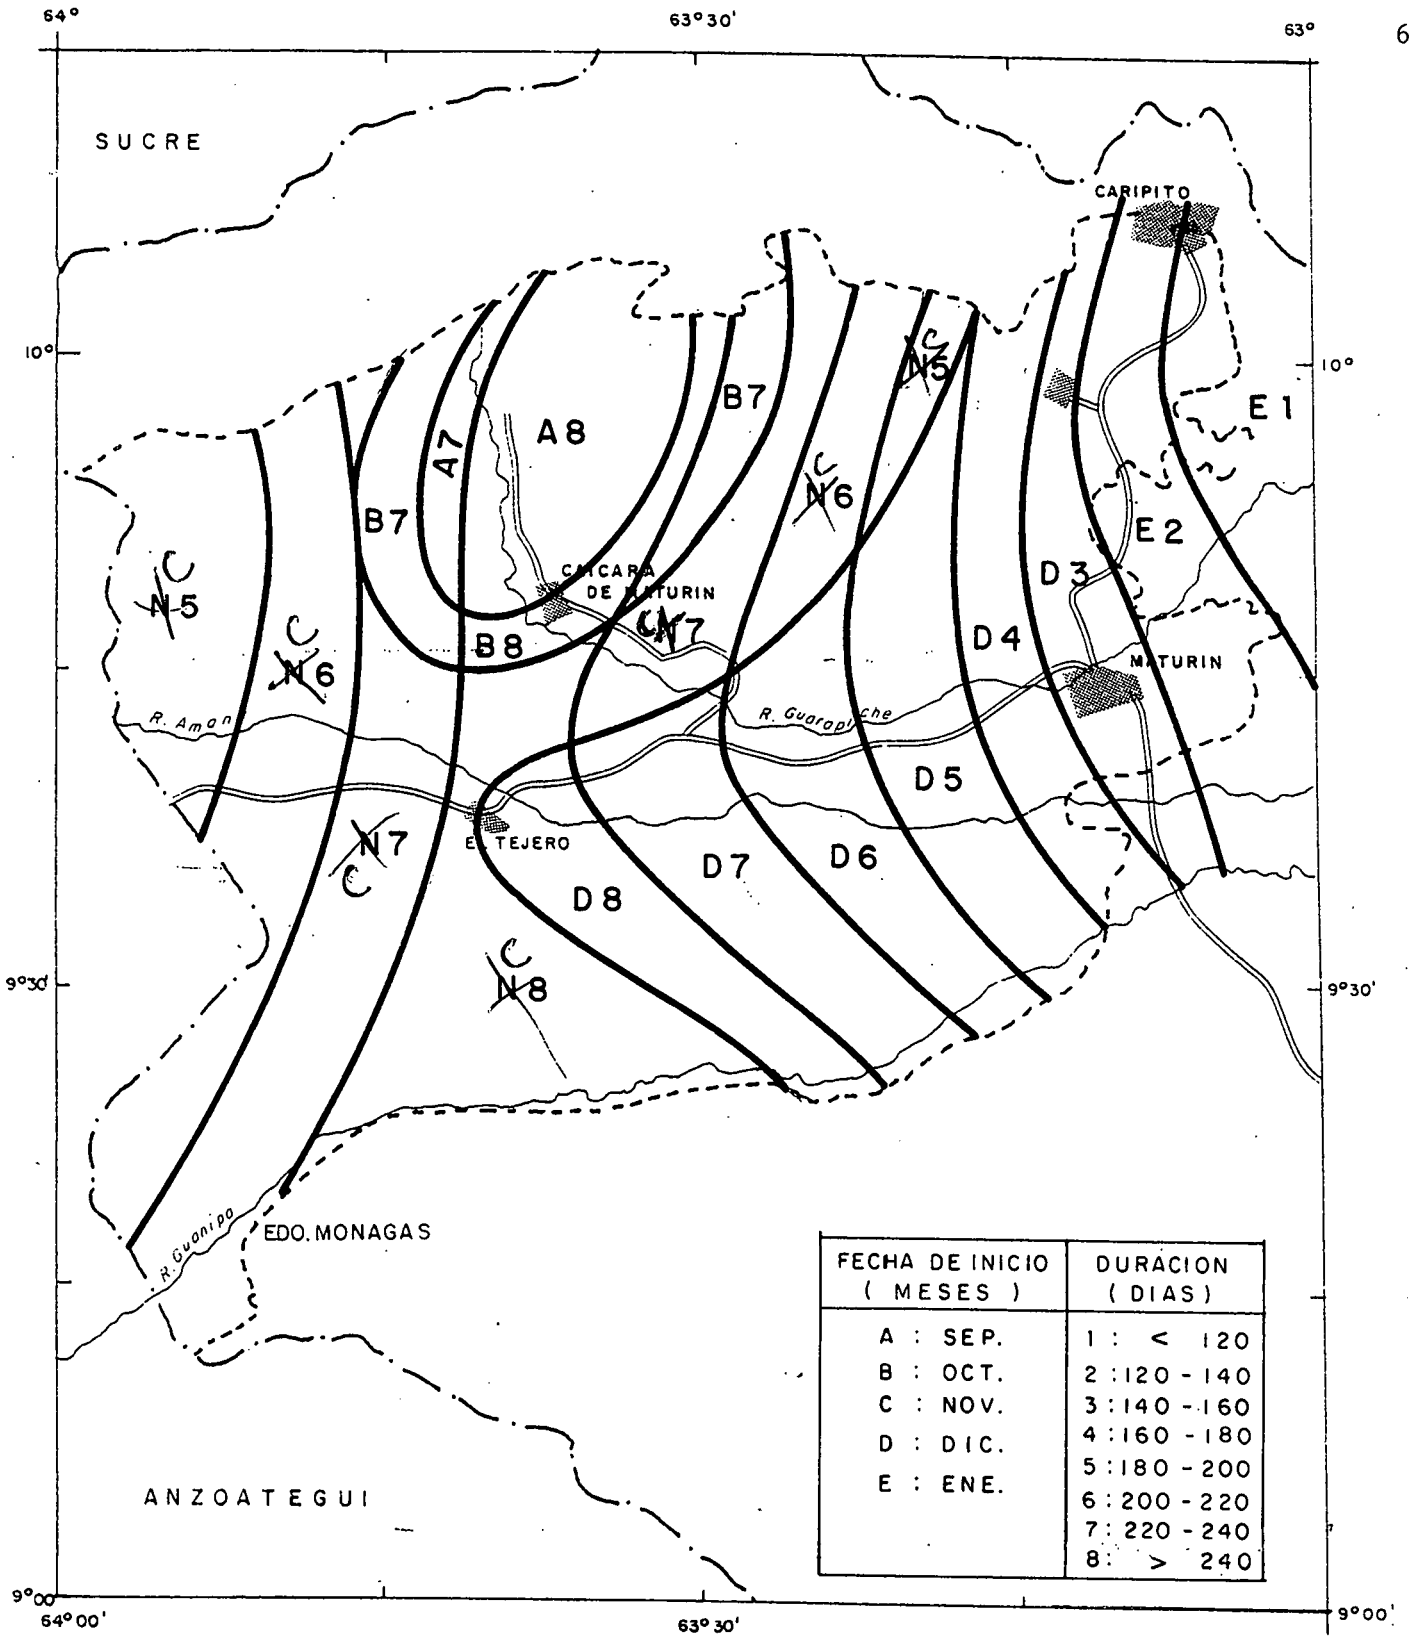 64° 63°30' 63° 6
SUCRE
CARIPITO
10° 10°
C
N5
B7
E1
A7
A8
C
N6
B7
E2
C
N5
CAICARA
DE MATURIN
D3
CN7
C
N6
B8
D4
MATURIN
R. Aman
R. Guarapiche
D5
N7
C
EL TEJERO
D7
D6
D8
C
N8
9°30' 9°30'
R. Guanipa
EDO. MONAGAS
FECHA DE INICIO
( MESES )
DURACION
( DIAS )
A : SEP.
B : OCT.
C : NOV.
D : DIC.
E : ENE.
1 : < 120
2 : 120 - 140
3 : 140 - 160
4 : 160 - 180
5 : 180 - 200
6 : 200 - 220
7 : 220 - 240
8 : > 240
ANZOATEGUI
9°00' 9°00'
64°00' 63°30'